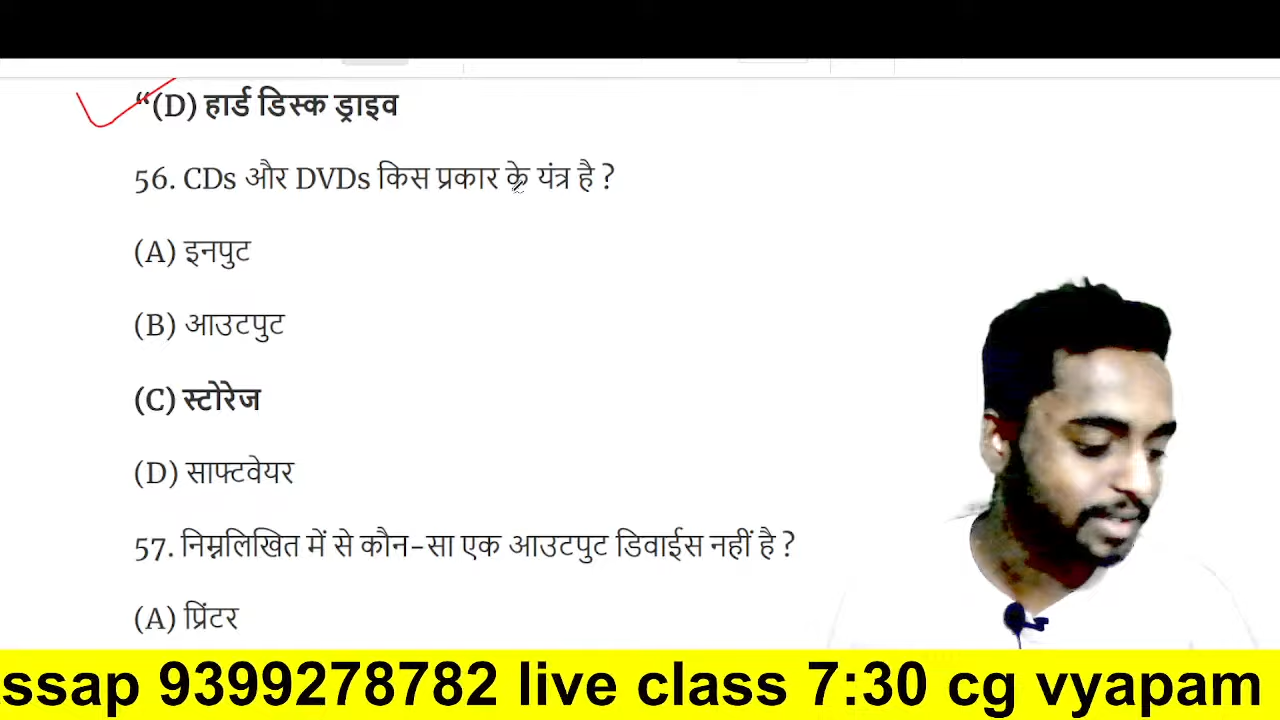 “(D) हार्ड डिस्क ड्राइव
56. CDs और DVDs किस प्रकार के यंत्र है ?
(A) इनपुट
(B) आउटपुट
(C) स्टोरेज
(D) साफ्टवेयर
57. निम्नलिखित में से कौन-सा एक आउटपुट डिवाईस नहीं है ?
(A) प्रिंटर
assap 9399278782 live class 7:30 cg vyapam